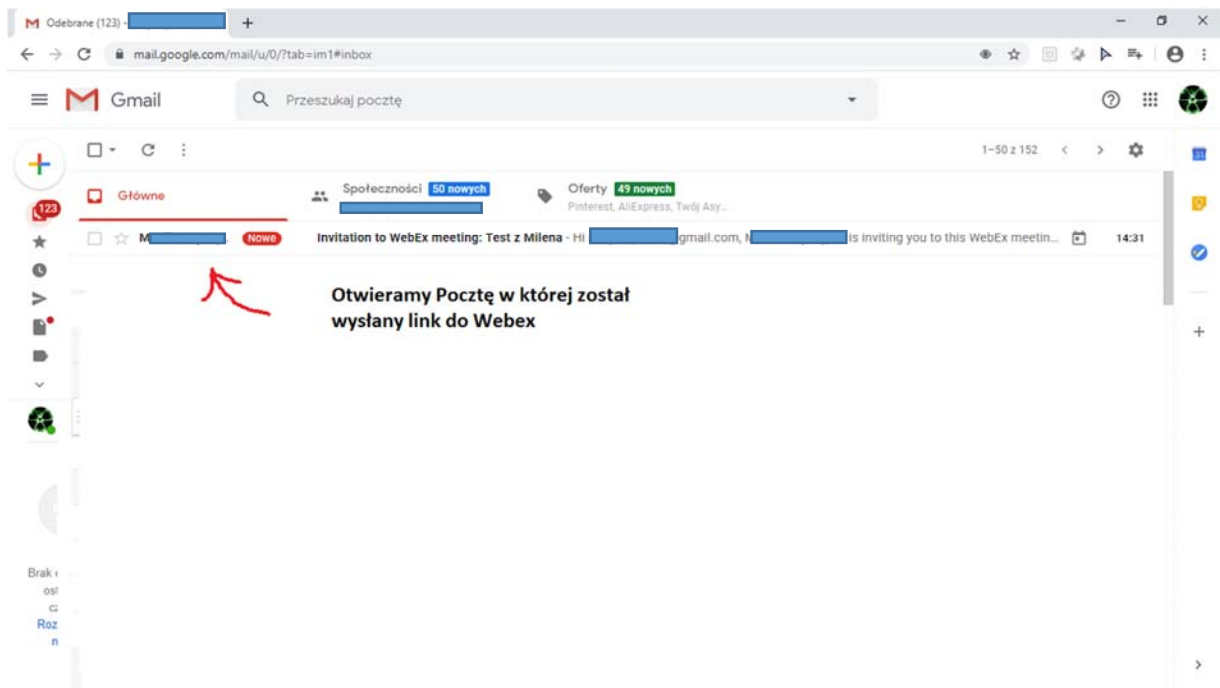 Odebrane (123) -
mail.google.com/mail/u/0/?tab=im1#inbox
Gmail
Przeszukaj pocztę
1–50 z 152
Główne
Społeczności 50 nowych
Oferty 49 nowych
Pinterest, AliExpress, Twój Asy...
123
M Nowe Invitation to WebEx meeting: Test z Milena - Hi gmail.com, M is inviting you to this WebEx meetin... 14:31
Otwieramy Pocztę w której został
wysłany link do Webex
31
Brak
Roz